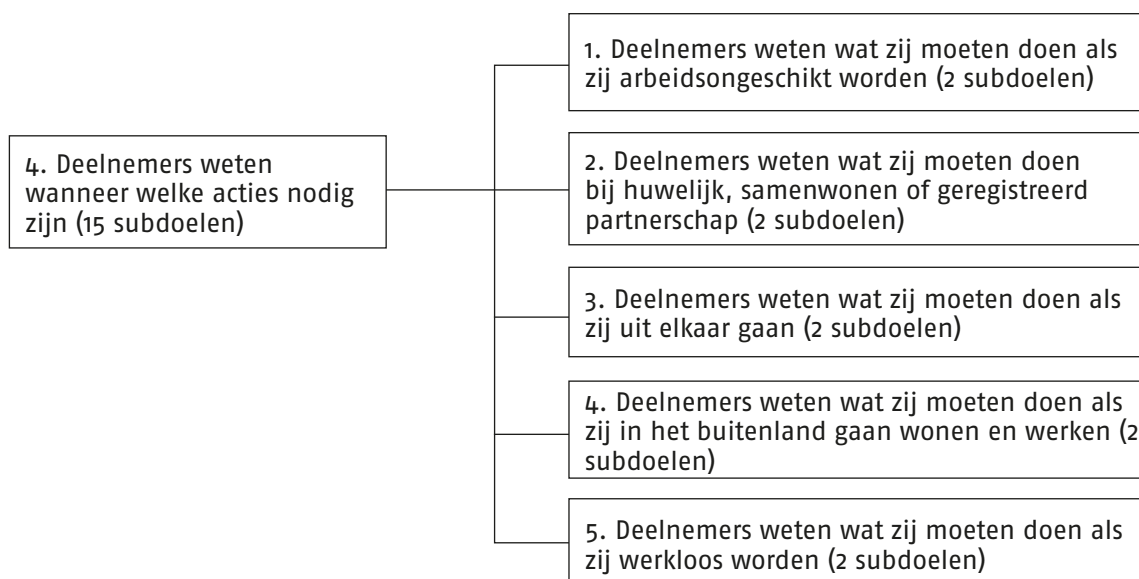 4. Deelnemers weten
wanneer welke acties nodig
zijn (15 subdoelen)
1. Deelnemers weten wat zij moeten doen als
zij arbeidsongeschikt worden (2 subdoelen)
2. Deelnemers weten wat zij moeten doen
bij huwelijk, samenwonen of geregistreerd
partnerschap (2 subdoelen)
3. Deelnemers weten wat zij moeten doen als
zij uit elkaar gaan (2 subdoelen)
4. Deelnemers weten wat zij moeten doen als
zij in het buitenland gaan wonen en werken (2
subdoelen)
5. Deelnemers weten wat zij moeten doen als
zij werkloos worden (2 subdoelen)